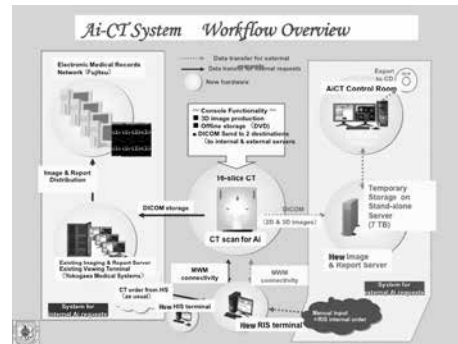 Ai-CT System Workflow Overview
Data transfer for external
Data transfer for internal requests
New hardware
Electronic Medical Records
Network (Fujitsu)
Export
to CD
AiCT Control Room
– Console Functionality –
■ 3D image production
■ Offline storage (DVD)
■ DICOM Send to 2 destinations
(to internal & external servers
16-slice CT
Image & Report
Distribution
DICOM storage
DICOM
(2D & 3D images)
Temporary
Storage on
Stand-alone
Server
(7 TB)
CT scan for Ai
Existing Imaging & Report Server
Existing Viewing Terminal
(Yokogawa Medical Systems)
New Image
& Report Server
MWM
connectivity
MWM
connectivity
System for
internal Ai requests
CT order from HIS
(as usual)
New HIS terminal
New RIS terminal
Manual input
≠RIS internal order
System for
external Ai requests